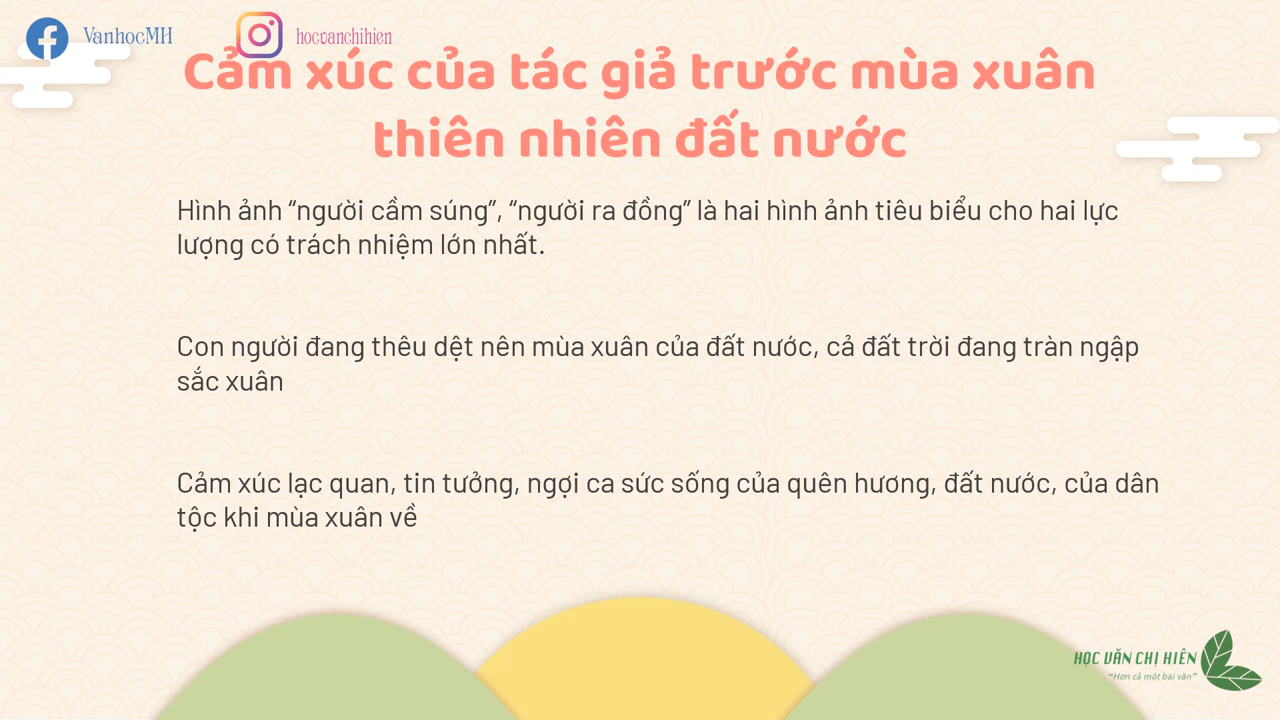 VanhocMH
hocvanchihien
Cảm xúc của tác giả trước mùa xuân
thiên nhiên đất nước
Hình ảnh “người cầm súng”, “người ra đồng” là hai hình ảnh tiêu biểu cho hai lực
lượng có trách nhiệm lớn nhất.
Con người đang thêu dệt nên mùa xuân của đất nước, cả đất trời đang tràn ngập
sắc xuân
Cảm xúc lạc quan, tin tưởng, ngợi ca sức sống của quên hương, đất nước, của dân
tộc khi mùa xuân về
HỌC VĂN CHỊ HIÊN
“Hơn cả một bài văn”